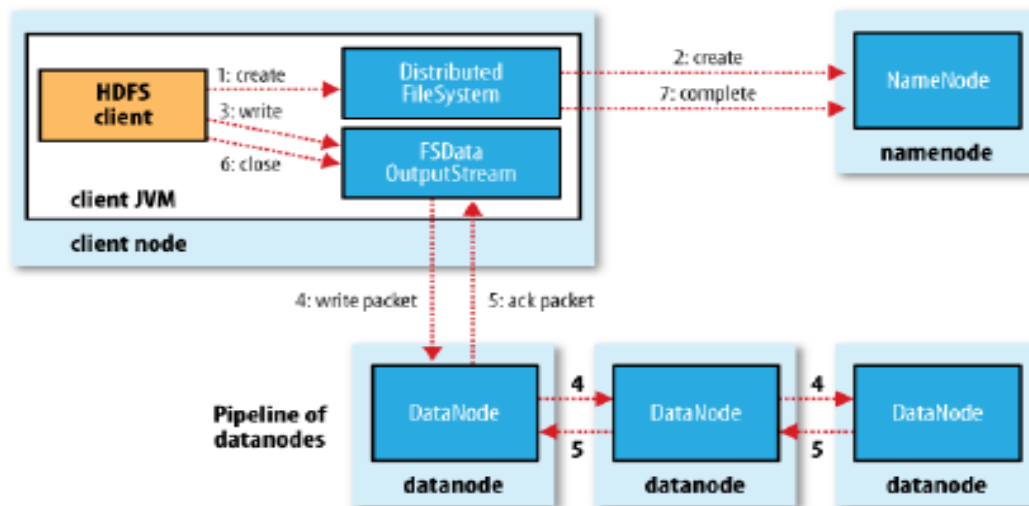 HDFS
client
1: create
3: write
6: close
Distributed
FileSystem
FSData
OutputStream
client JVM
client node
2: create
7: complete
NameNode
namenode
4: write packet
5: ack packet
Pipeline of
datanodes
DataNode
datanode
4
5
DataNode
datanode
4
5
DataNode
datanode